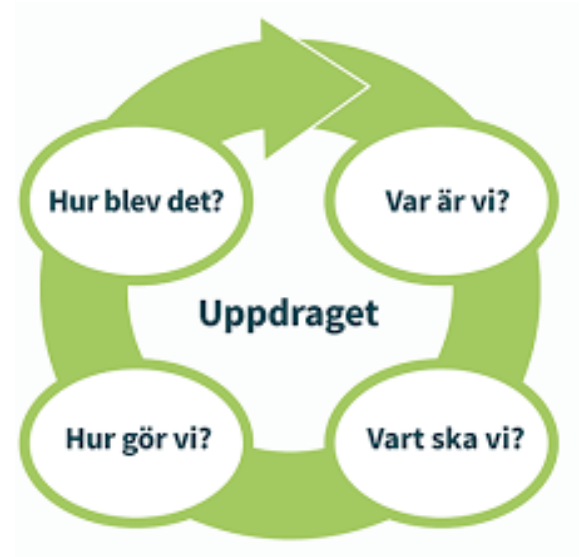 Hur blev det?
Var är vi?
Uppdraget
Hur gör vi?
Vart ska vi?